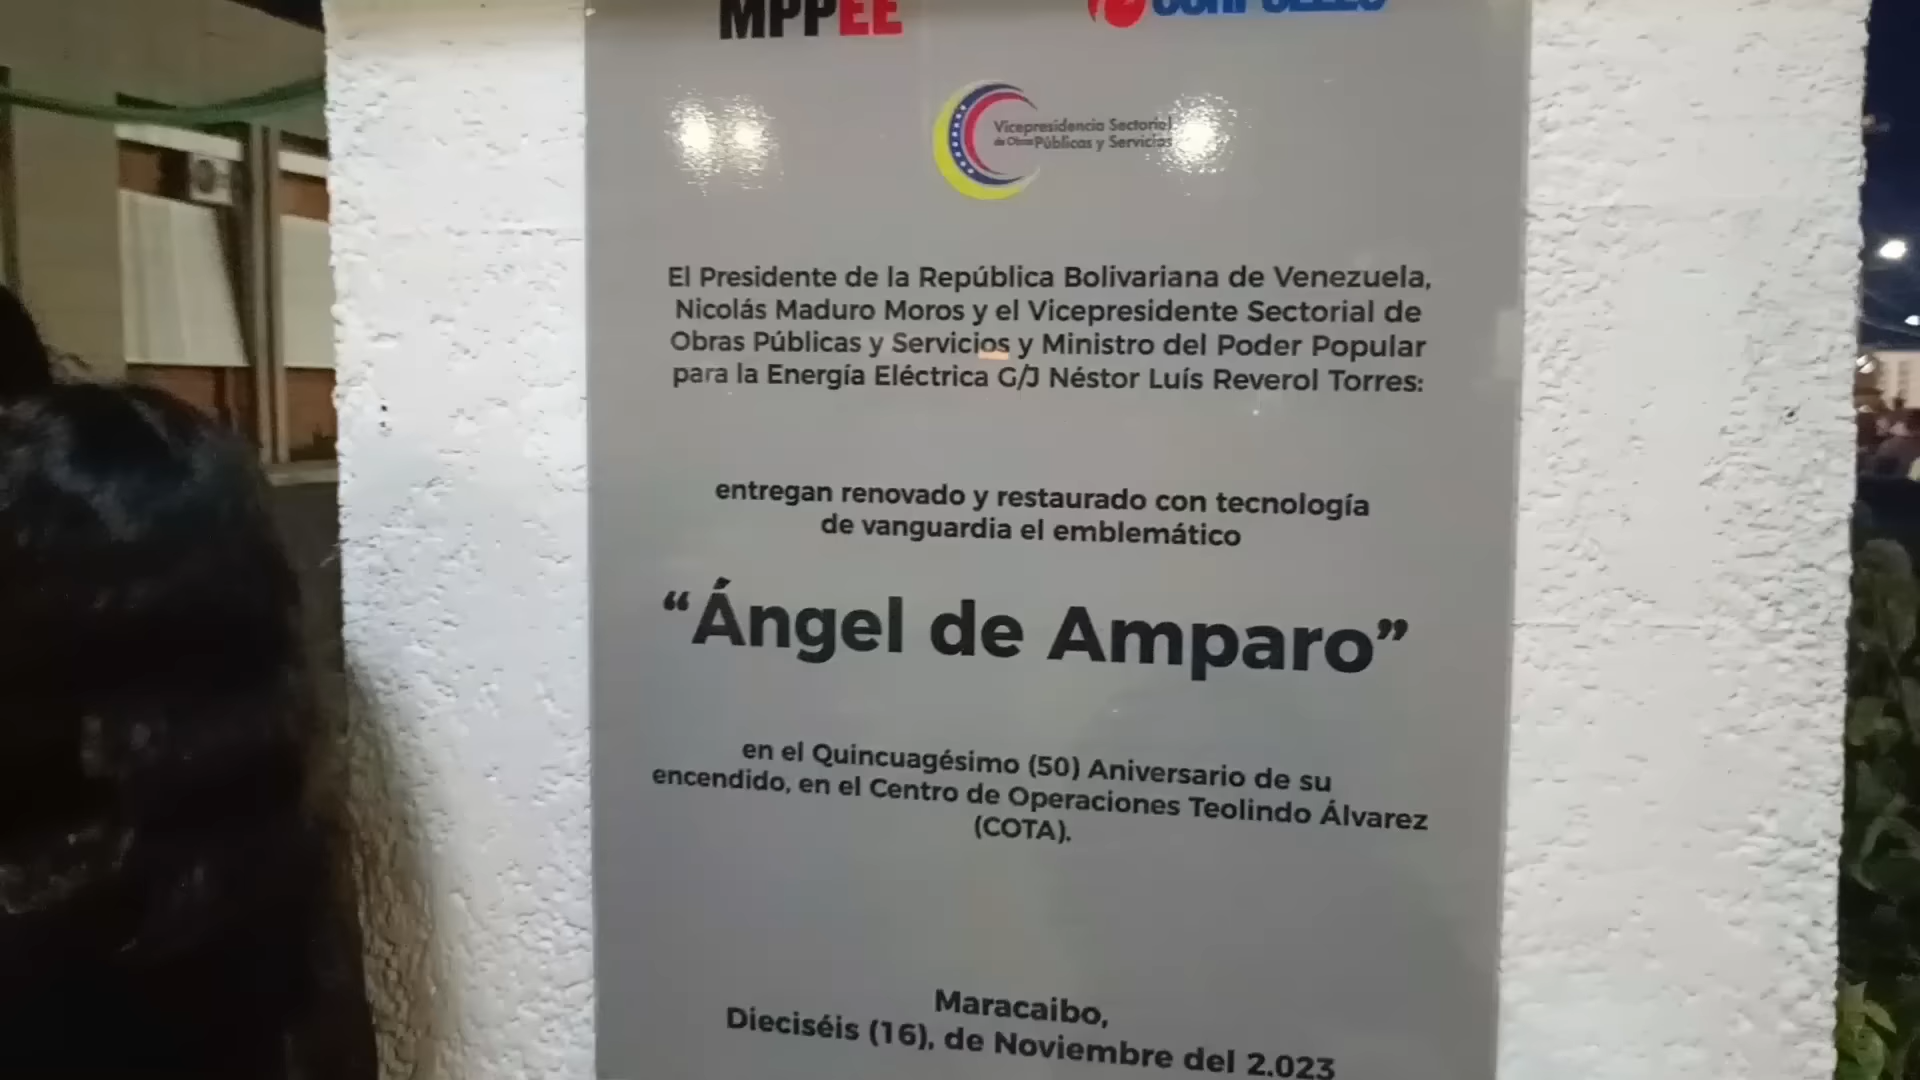 MPPEE
Vicepresidencia Sectorial
de Obras Públicas y Servicios
El Presidente de la República Bolivariana de Venezuela,
Nicolás Maduro Moros y el Vicepresidente Sectorial de
Obras Públicas y Servicios y Ministro del Poder Popular
para la Energía Eléctrica G/J Néstor Luís Reverol Torres:
entregan renovado y restaurado con tecnología
de vanguardia el emblemático
“Ángel de Amparo”
en el Quincuagésimo (50) Aniversario de su
encendido, en el Centro de Operaciones Teolindo Álvarez
(COTA).
Maracaibo,
Dieciséis (16), de Noviembre del 2.023